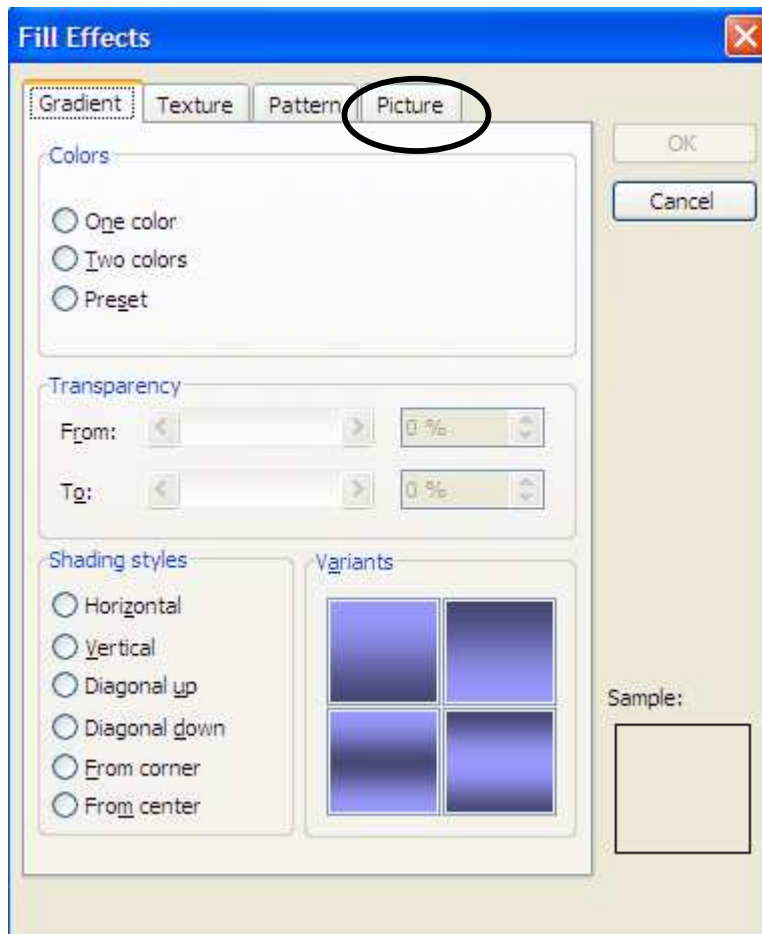 Fill Effects
Gradient Texture Pattern Picture
Colors
One color
Two colors
Preset
OK
Cancel
Transparency
From: 0 %
To: 0 %
Shading styles
Horizontal
Vertical
Diagonal up
Diagonal down
From corner
From center
Variants
Sample: